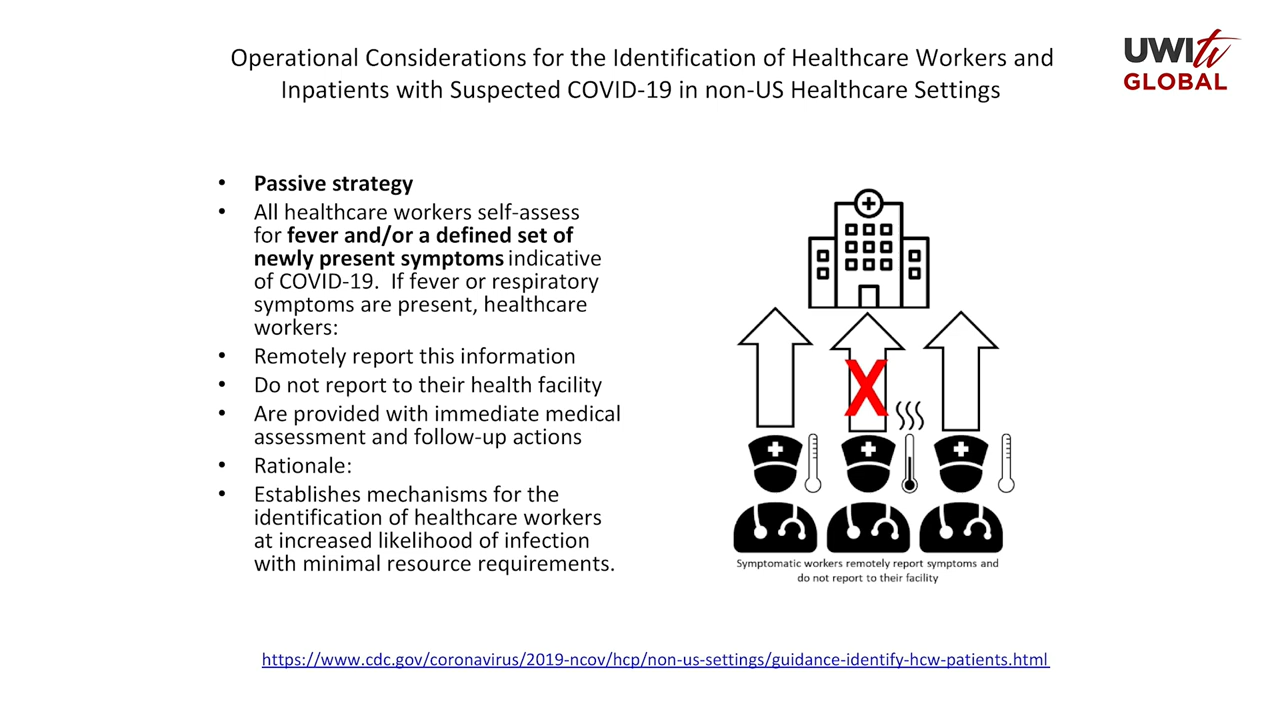 Operational Considerations for the Identification of Healthcare Workers and
Inpatients with Suspected COVID-19 in non-US Healthcare Settings
UWI tv
GLOBAL
• Passive strategy
• All healthcare workers self-assess
for fever and/or a defined set of
newly present symptoms indicative
of COVID-19. If fever or respiratory
symptoms are present, healthcare
workers:
• Remotely report this information
• Do not report to their health facility
• Are provided with immediate medical
assessment and follow-up actions
• Rationale:
• Establishes mechanisms for the
identification of healthcare workers
at increased likelihood of infection
with minimal resource requirements.
X
Symptomatic workers remotely report symptoms and
do not report to their facility
https://www.cdc.gov/coronavirus/2019-ncov/hcp/non-us-settings/guidance-identify-hcw-patients.html